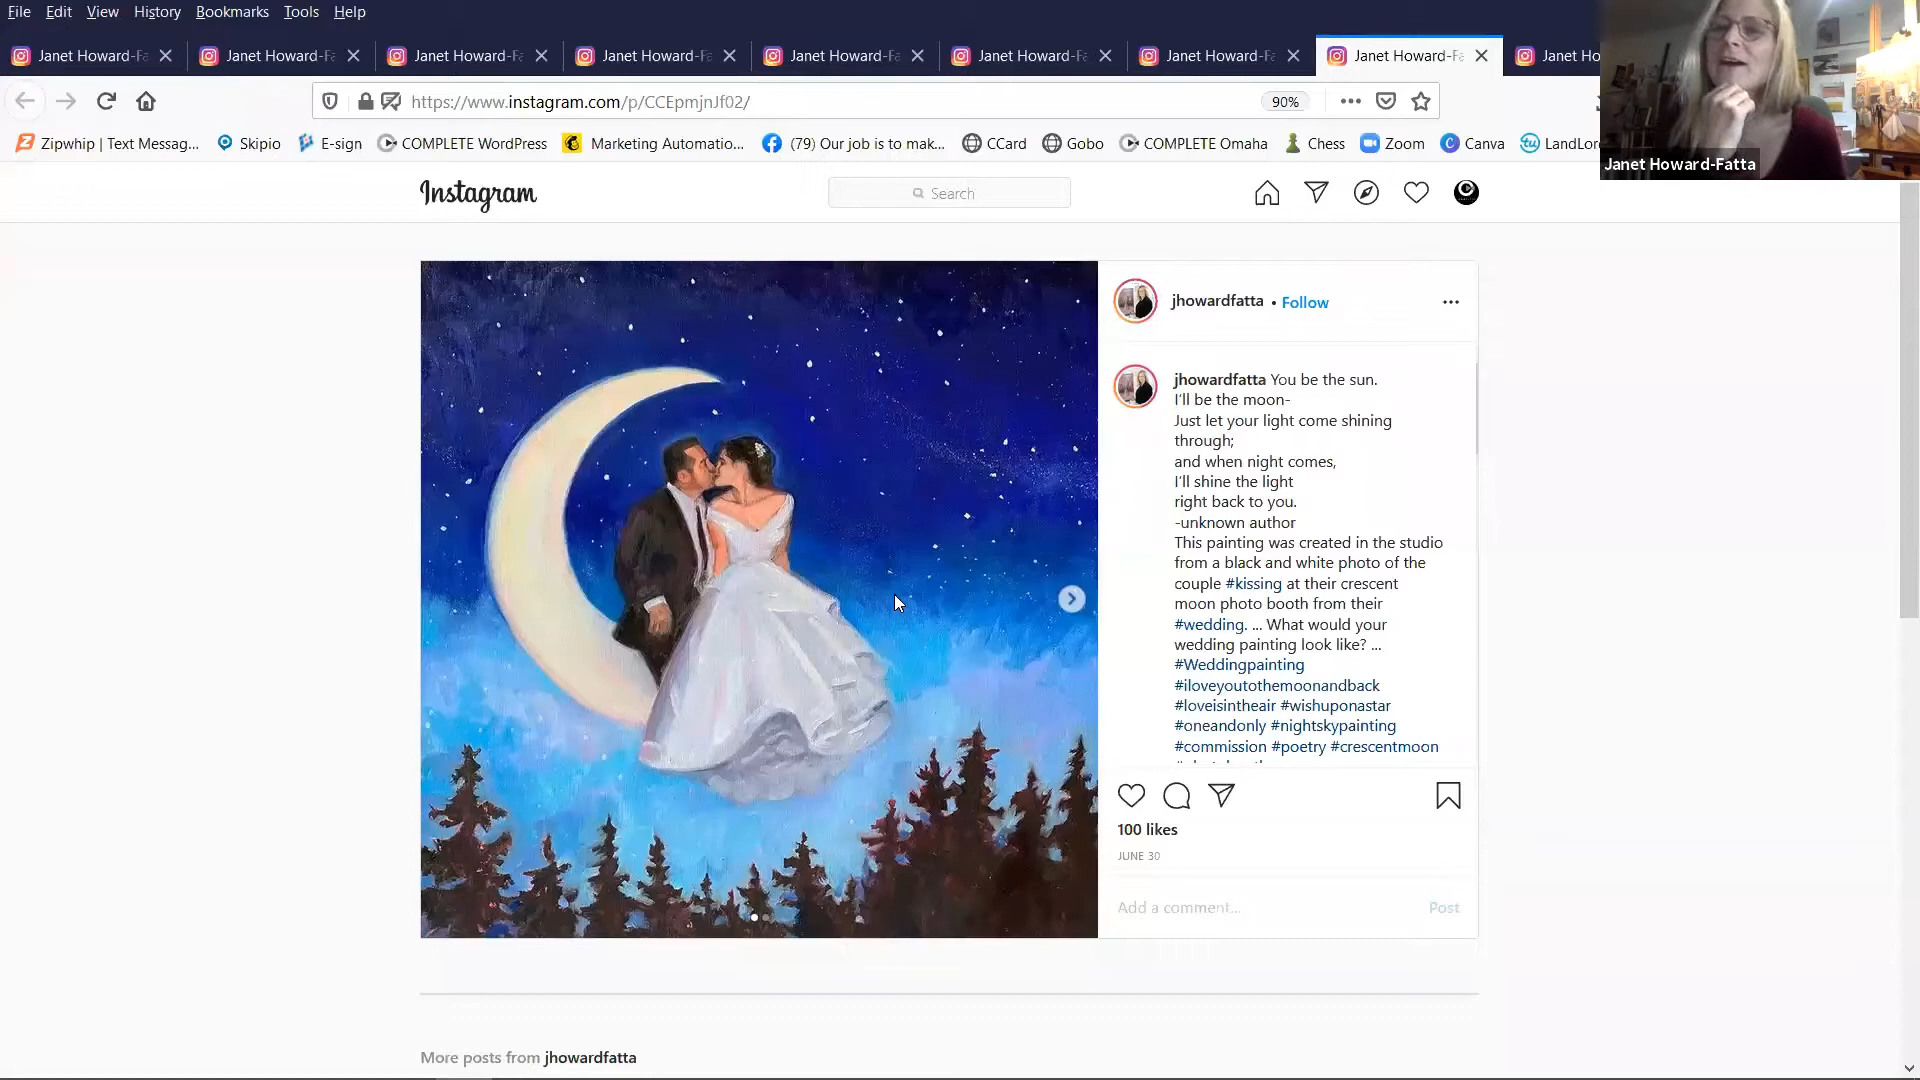 File Edit View History Bookmarks Tools Help
Janet Howard-Fa Janet Howard-Fa Janet Howard-Fa Janet Howard-Fa Janet Howard-Fa Janet Howard-Fa Janet Howard-Fa Janet Howard-Fa Janet Ho
https://www.instagram.com/p/CCEpmjnJf02/ 90%
Zipwhip | Text Messag... Skipio E-sign COMPLETE WordPress Marketing Automatio... (79) Our job is to mak... CCard Gobo COMPLETE Omaha Chess Zoom Canva LandLor
Janet Howard-Fatta
Instagram Search
jhowardfatta • Follow
jhowardfatta You be the sun.
I'll be the moon-
Just let your light come shining
through;
and when night comes,
I'll shine the light
right back to you.
-unknown author
This painting was created in the studio
from a black and white photo of the
couple #kissing at their crescent
moon photo booth from their
#wedding. ... What would your
wedding painting look like? ...
#Weddingpainting
#iloveyoutothemoonandback
#loveisintheair #wishuponastar
#oneandonly #nightskypainting
#commission #poetry #crescentmoon
100 likes
JUNE 30
Add a comment... Post
More posts from jhowardfatta